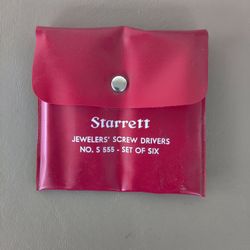 Starrett
JEWELERS' SCREW DRIVERS
NO. S 555 - SET OF SIX